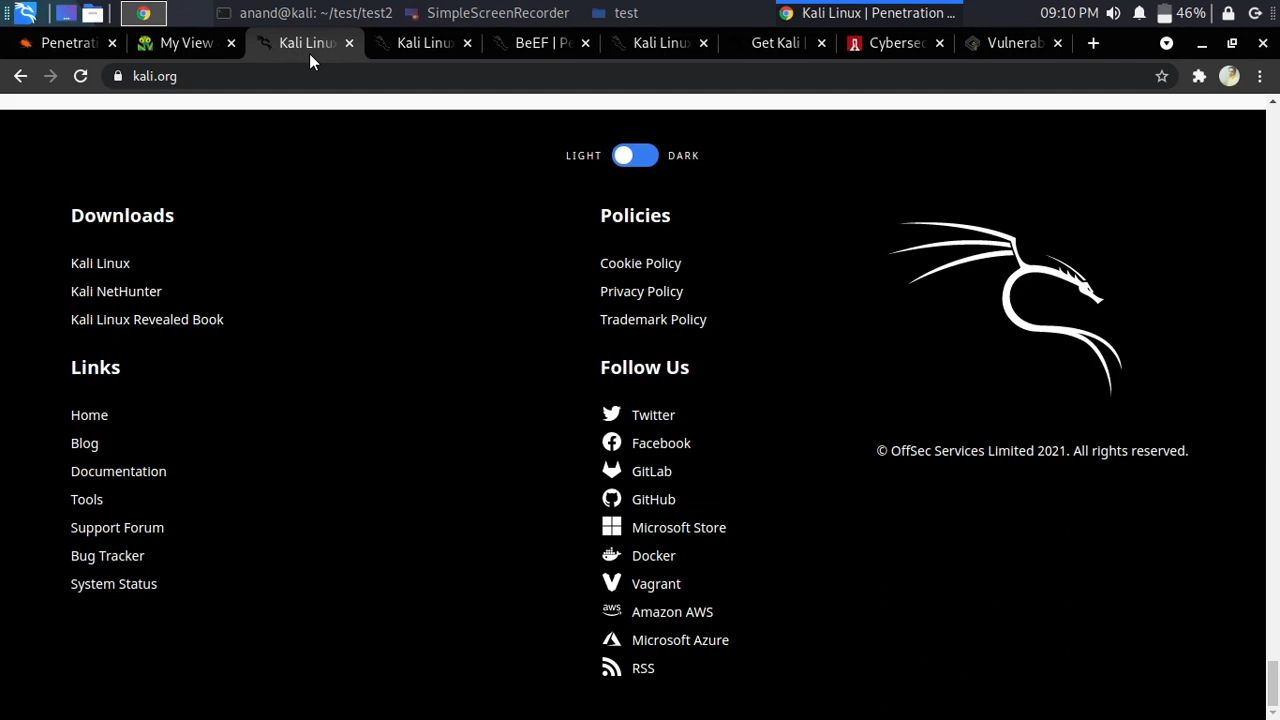 anand@kali: ~/test/test2
SimpleScreenRecorder
test
Kali Linux | Penetration ...
09:10 PM
46%
Penetrati
My View
Kali Linu
Kali Linu
BeEF | Pe
Kali Linu
Get Kali |
Cybersec
Vulnerab
kali.org
LIGHT
DARK
Downloads
Kali Linux
Kali NetHunter
Kali Linux Revealed Book
Links
Home
Blog
Documentation
Tools
Support Forum
Bug Tracker
System Status
Policies
Cookie Policy
Privacy Policy
Trademark Policy
Follow Us
Twitter
Facebook
GitLab
GitHub
Microsoft Store
Docker
Vagrant
aws Amazon AWS
Microsoft Azure
RSS
© OffSec Services Limited 2021. All rights reserved.